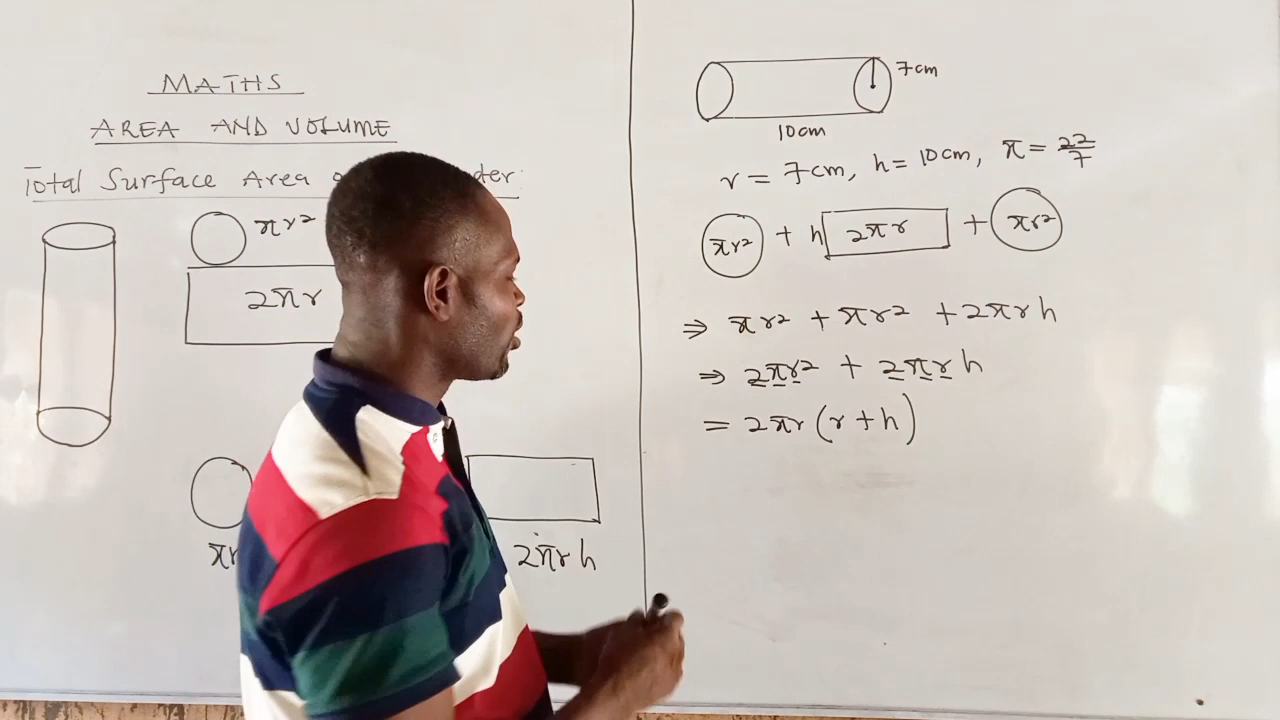 MATHS
AREA AND VOLUME
Total Surface Area
πr²
2πr
2πrh
7cm
10cm
r = 7cm, h = 10cm, π = 22/7
πr² + h 2πr + πr²
⇒ πr² + πr² + 2πrh
⇒ 2πr² + 2πrh
= 2πr(r+h)